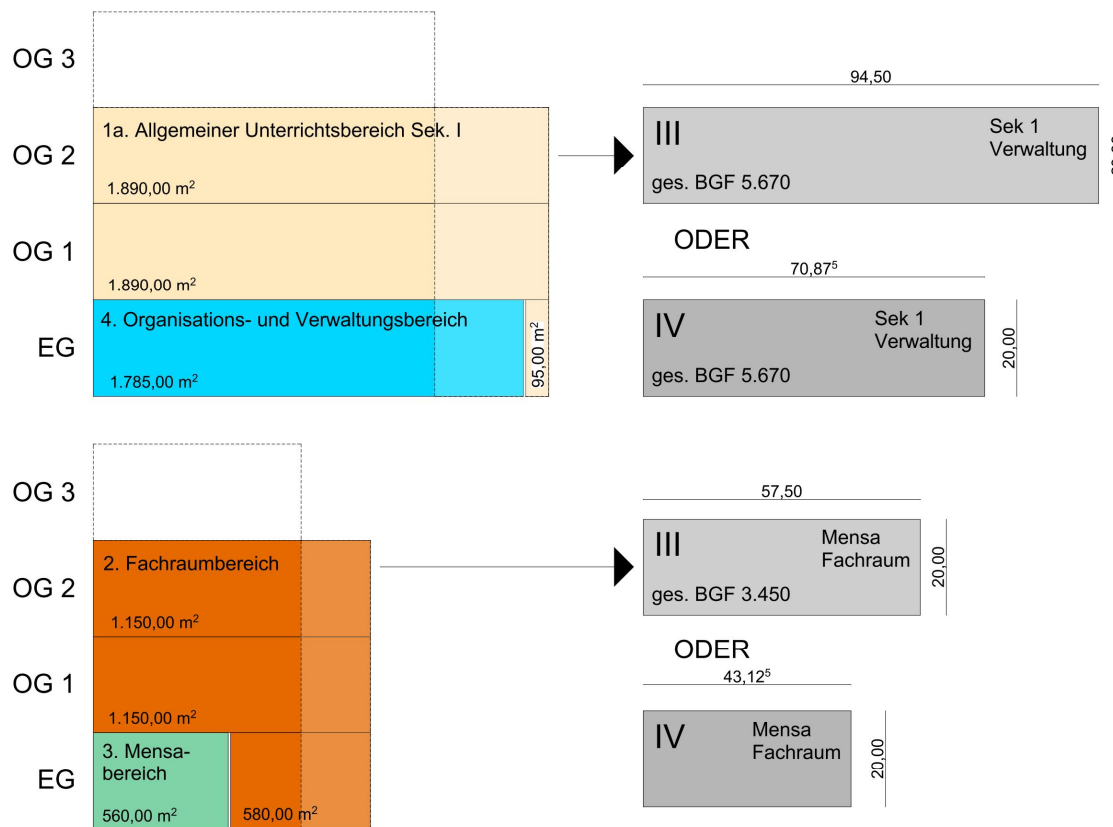 OG 3
94,50
1a. Allgemeiner Unterrichtsbereich Sek. I
OG 2
1.890,00 m²
III
Sek 1
Verwaltung
ges. BGF 5.670
OG 1
1.890,00 m²
ODER
70,87⁵
4. Organisations- und Verwaltungsbereich
EG
1.785,00 m²
95,00 m²
IV
Sek 1
Verwaltung
ges. BGF 5.670
20,00
OG 3
57,50
2. Fachraumbereich
OG 2
1.150,00 m²
III
Mensa
Fachraum
ges. BGF 3.450
20,00
OG 1
1.150,00 m²
ODER
43,12⁵
3. Mensa-
bereich
EG
560,00 m²
580,00 m²
IV
Mensa
Fachraum
20,00